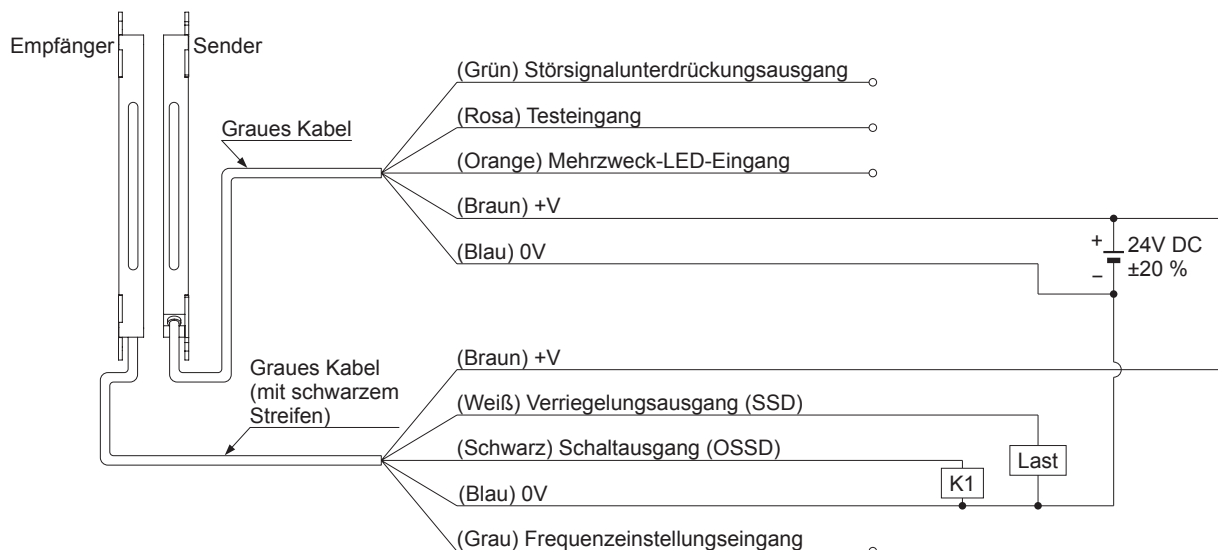 Empfänger
Sender
(Grün) Störsignalunterdrückungsausgang
(Rosa) Testeingang
Graues Kabel
(Orange) Mehrzweck-LED-Eingang
(Braun) +V
(Blau) 0V
+
24V DC
±20 %
−
(Braun) +V
Graues Kabel
(mit schwarzem
Streifen)
(Weiß) Verriegelungsausgang (SSD)
(Schwarz) Schaltausgang (OSSD)
Last
K1
(Blau) 0V
(Grau) Frequenzeinstellungseingang